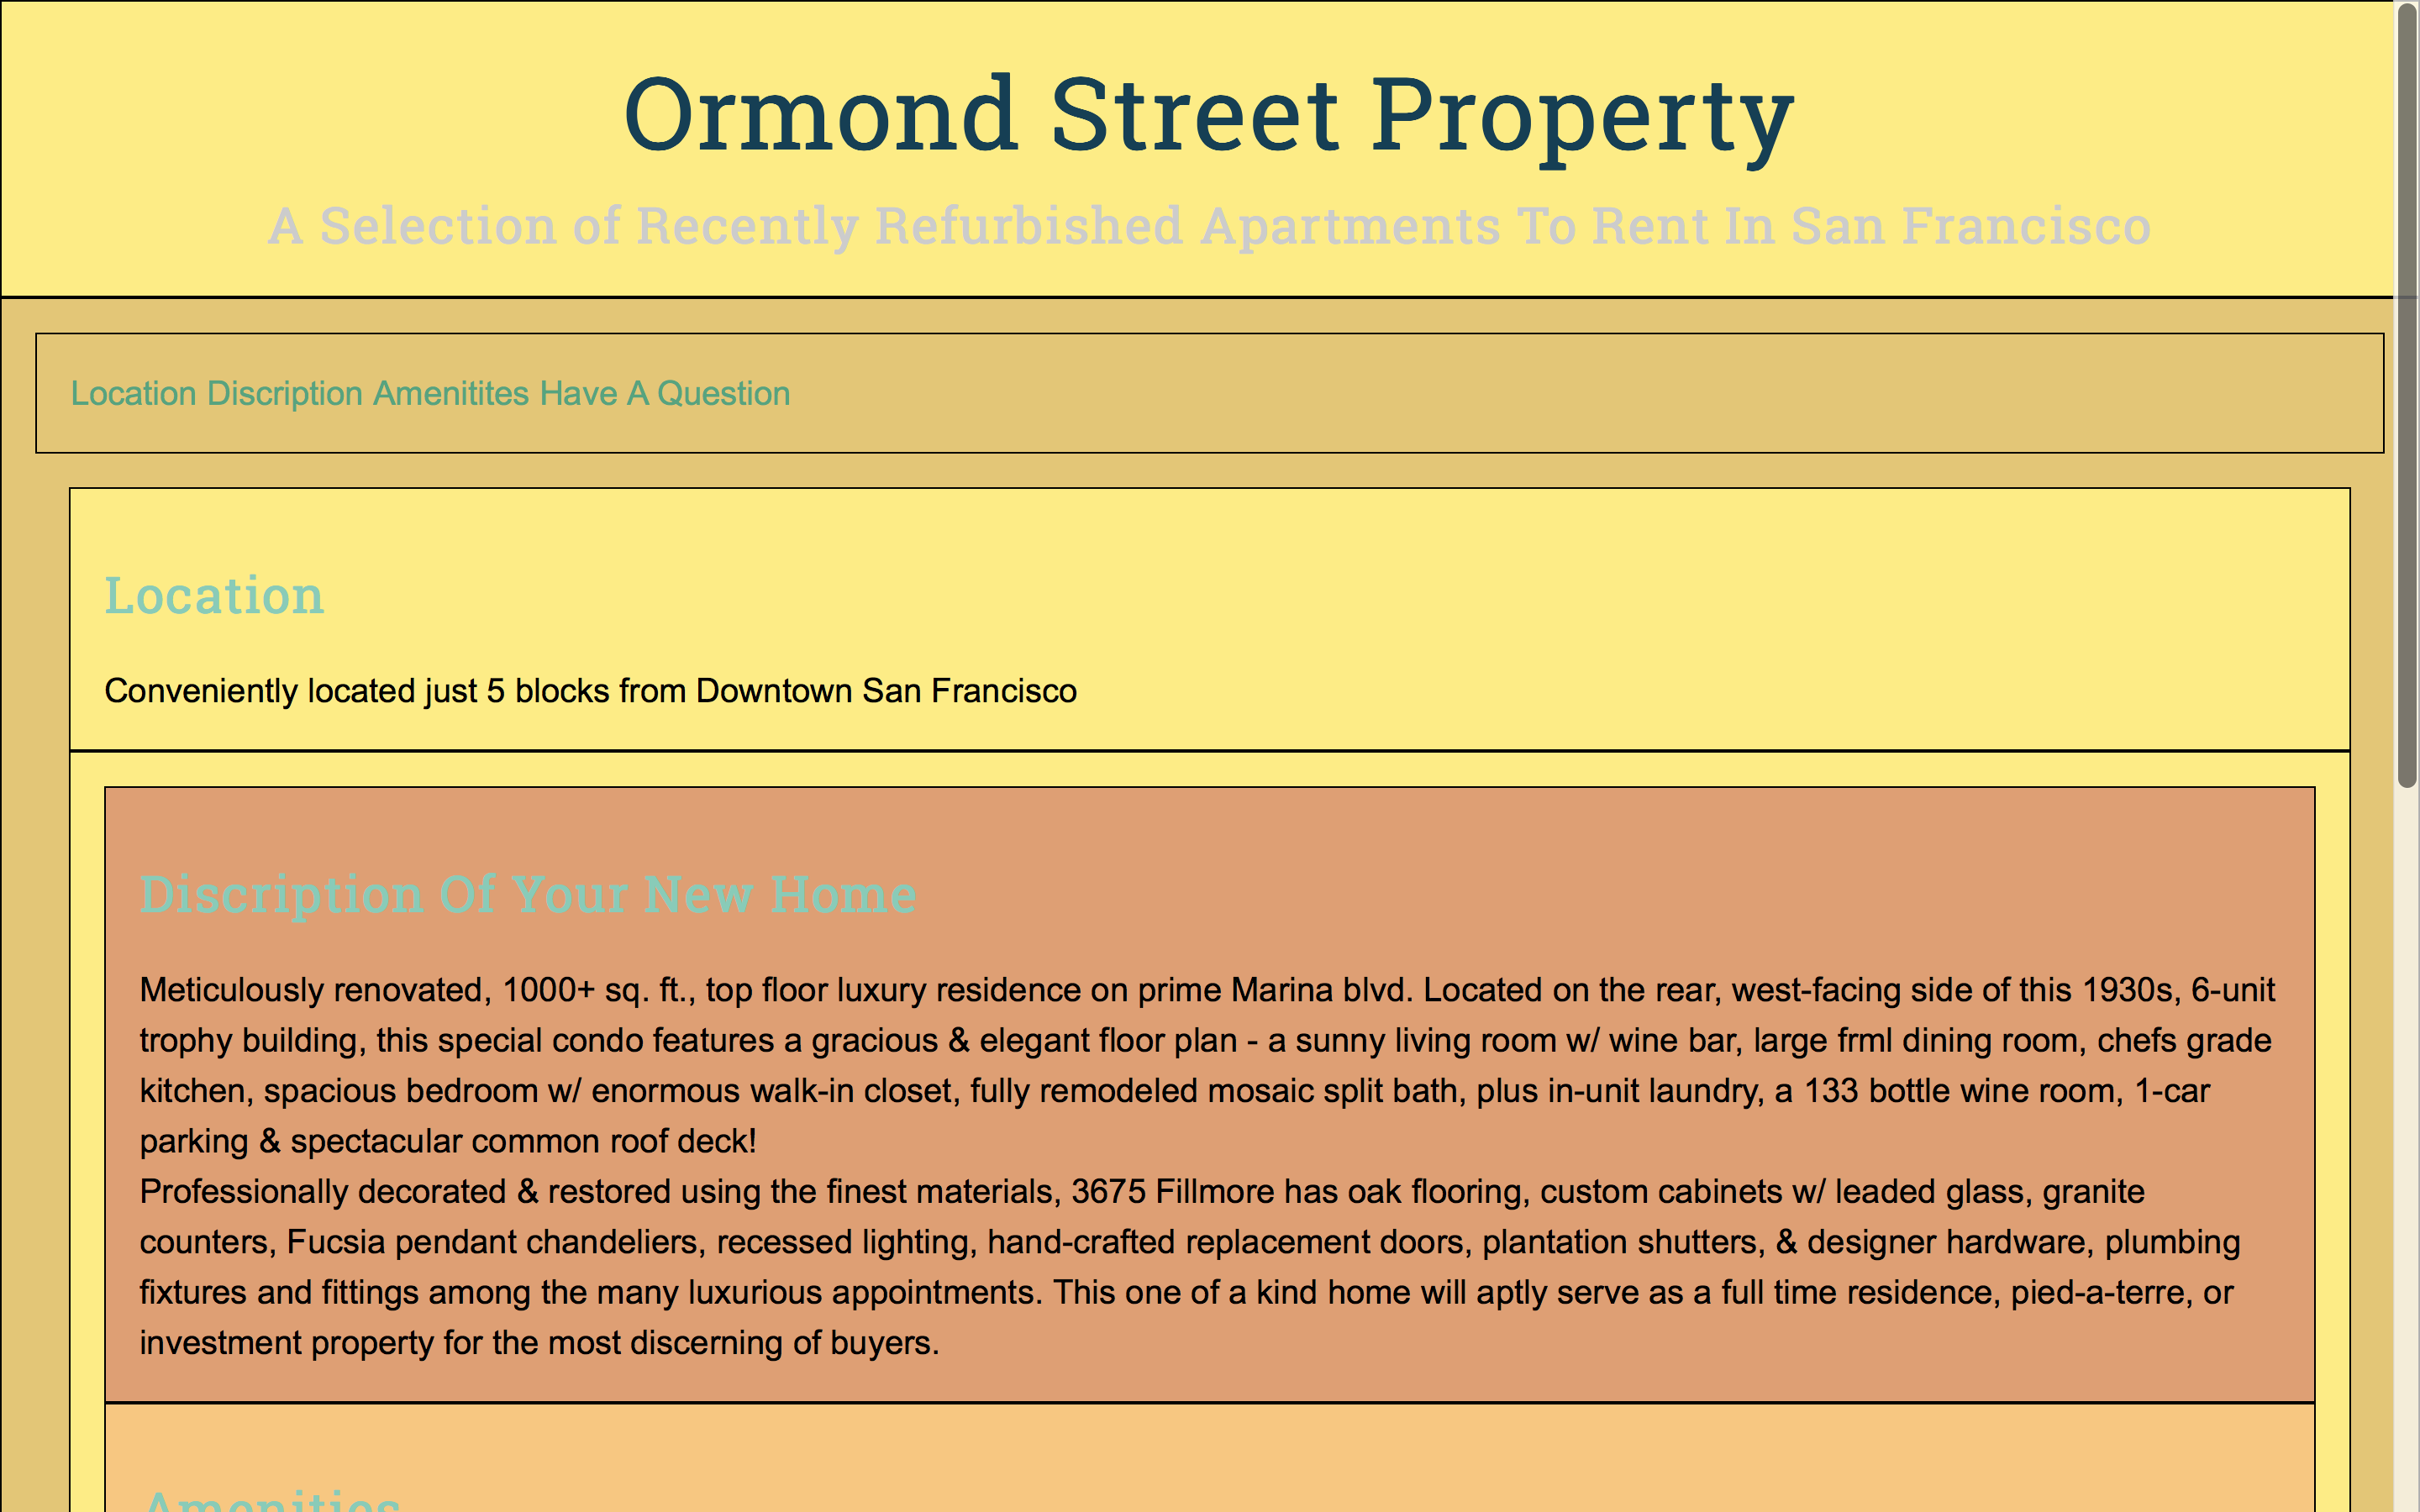 Ormond Street Property
A Selection of Recently Refurbished Apartments To Rent In San Francisco
Location Discription Amenitites Have A Question
Location
Conveniently located just 5 blocks from Downtown San Francisco
Discription Of Your New Home
Meticulously renovated, 1000+ sq. ft., top floor luxury residence on prime Marina blvd. Located on the rear, west-facing side of this 1930s, 6-unit
trophy building, this special condo features a gracious & elegant floor plan - a sunny living room w/ wine bar, large frml dining room, chefs grade
kitchen, spacious bedroom w/ enormous walk-in closet, fully remodeled mosaic split bath, plus in-unit laundry, a 133 bottle wine room, 1-car
parking & spectacular common roof deck!
Professionally decorated & restored using the finest materials, 3675 Fillmore has oak flooring, custom cabinets w/ leaded glass, granite
counters, Fucsia pendant chandeliers, recessed lighting, hand-crafted replacement doors, plantation shutters, & designer hardware, plumbing
fixtures and fittings among the many luxurious appointments. This one of a kind home will aptly serve as a full time residence, pied-a-terre, or
investment property for the most discerning of buyers.
Amenities